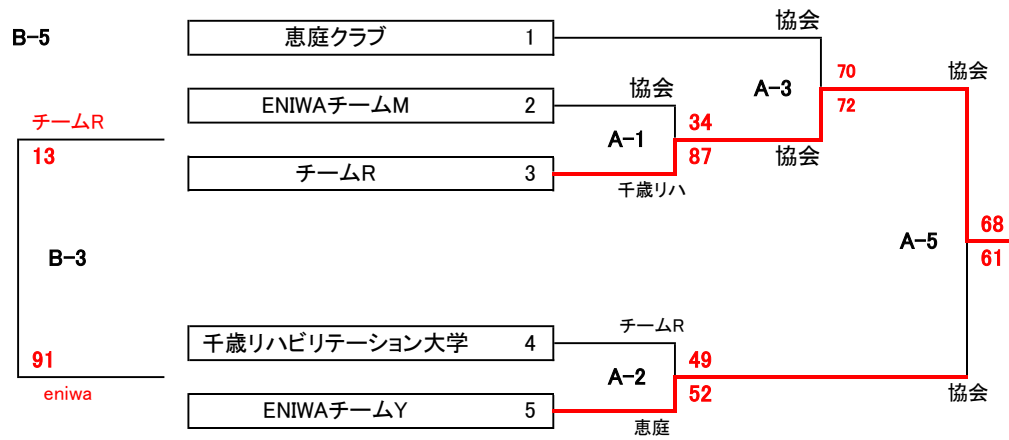 協会
B-5
恵庭クラブ 1
70
協会
A-3
ENIWAチームM 2
協会
72
チームR
34
A-1
13
87
協会
チームR 3
千歳リハ
68
A-5
B-3
61
チームR
千歳リハビリテーション大学 4
91
49
A-2
eniwa
52
協会
ENIWAチームY 5
恵庭